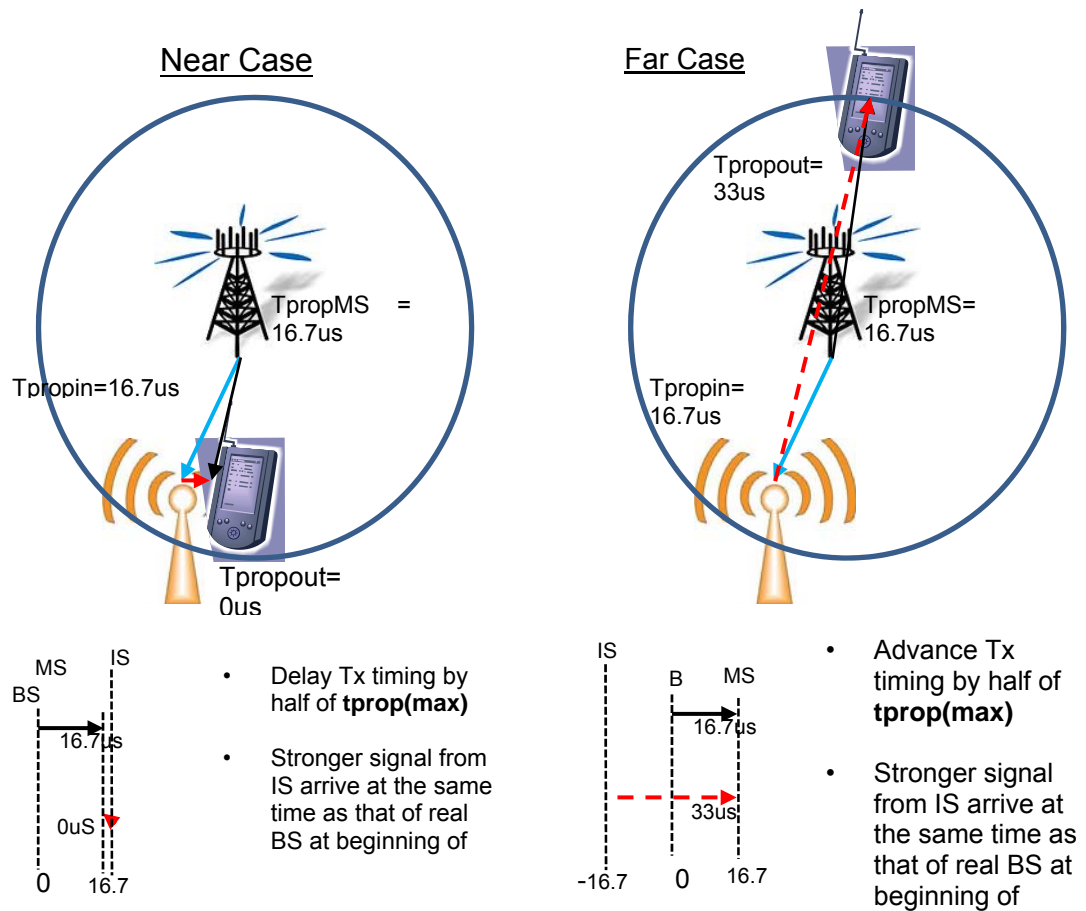 Near Case
TpropMS =
16.7us
Tpropin=16.7us
Tpropout=
0us
BS
MS
IS
16.7us
0uS
0
16.7
• Delay Tx timing by
half of tprop(max)
• Stronger signal from
IS arrive at the same
time as that of real
BS at beginning of
Far Case
Tpropout=
33us
TpropMS=
16.7us
Tpropin=
16.7us
IS
B
MS
16.7us
33us
-16.7
0
16.7
• Advance Tx
timing by half of
tprop(max)
• Stronger signal
from IS arrive at
the same time as
that of real BS at
beginning of